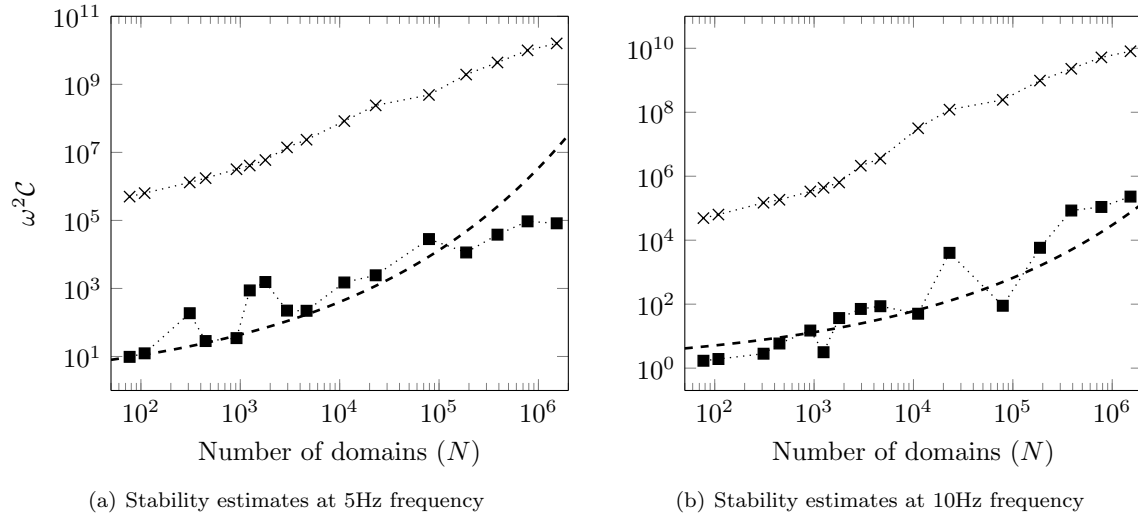 10^11
10^9
10^7
10^5
10^3
10^1
ω^2 𝒞
10^2 10^3 10^4 10^5 10^6
Number of domains (N)
(a) Stability estimates at 5Hz frequency
10^10
10^8
10^6
10^4
10^2
10^0
10^2 10^3 10^4 10^5 10^6
Number of domains (N)
(b) Stability estimates at 10Hz frequency